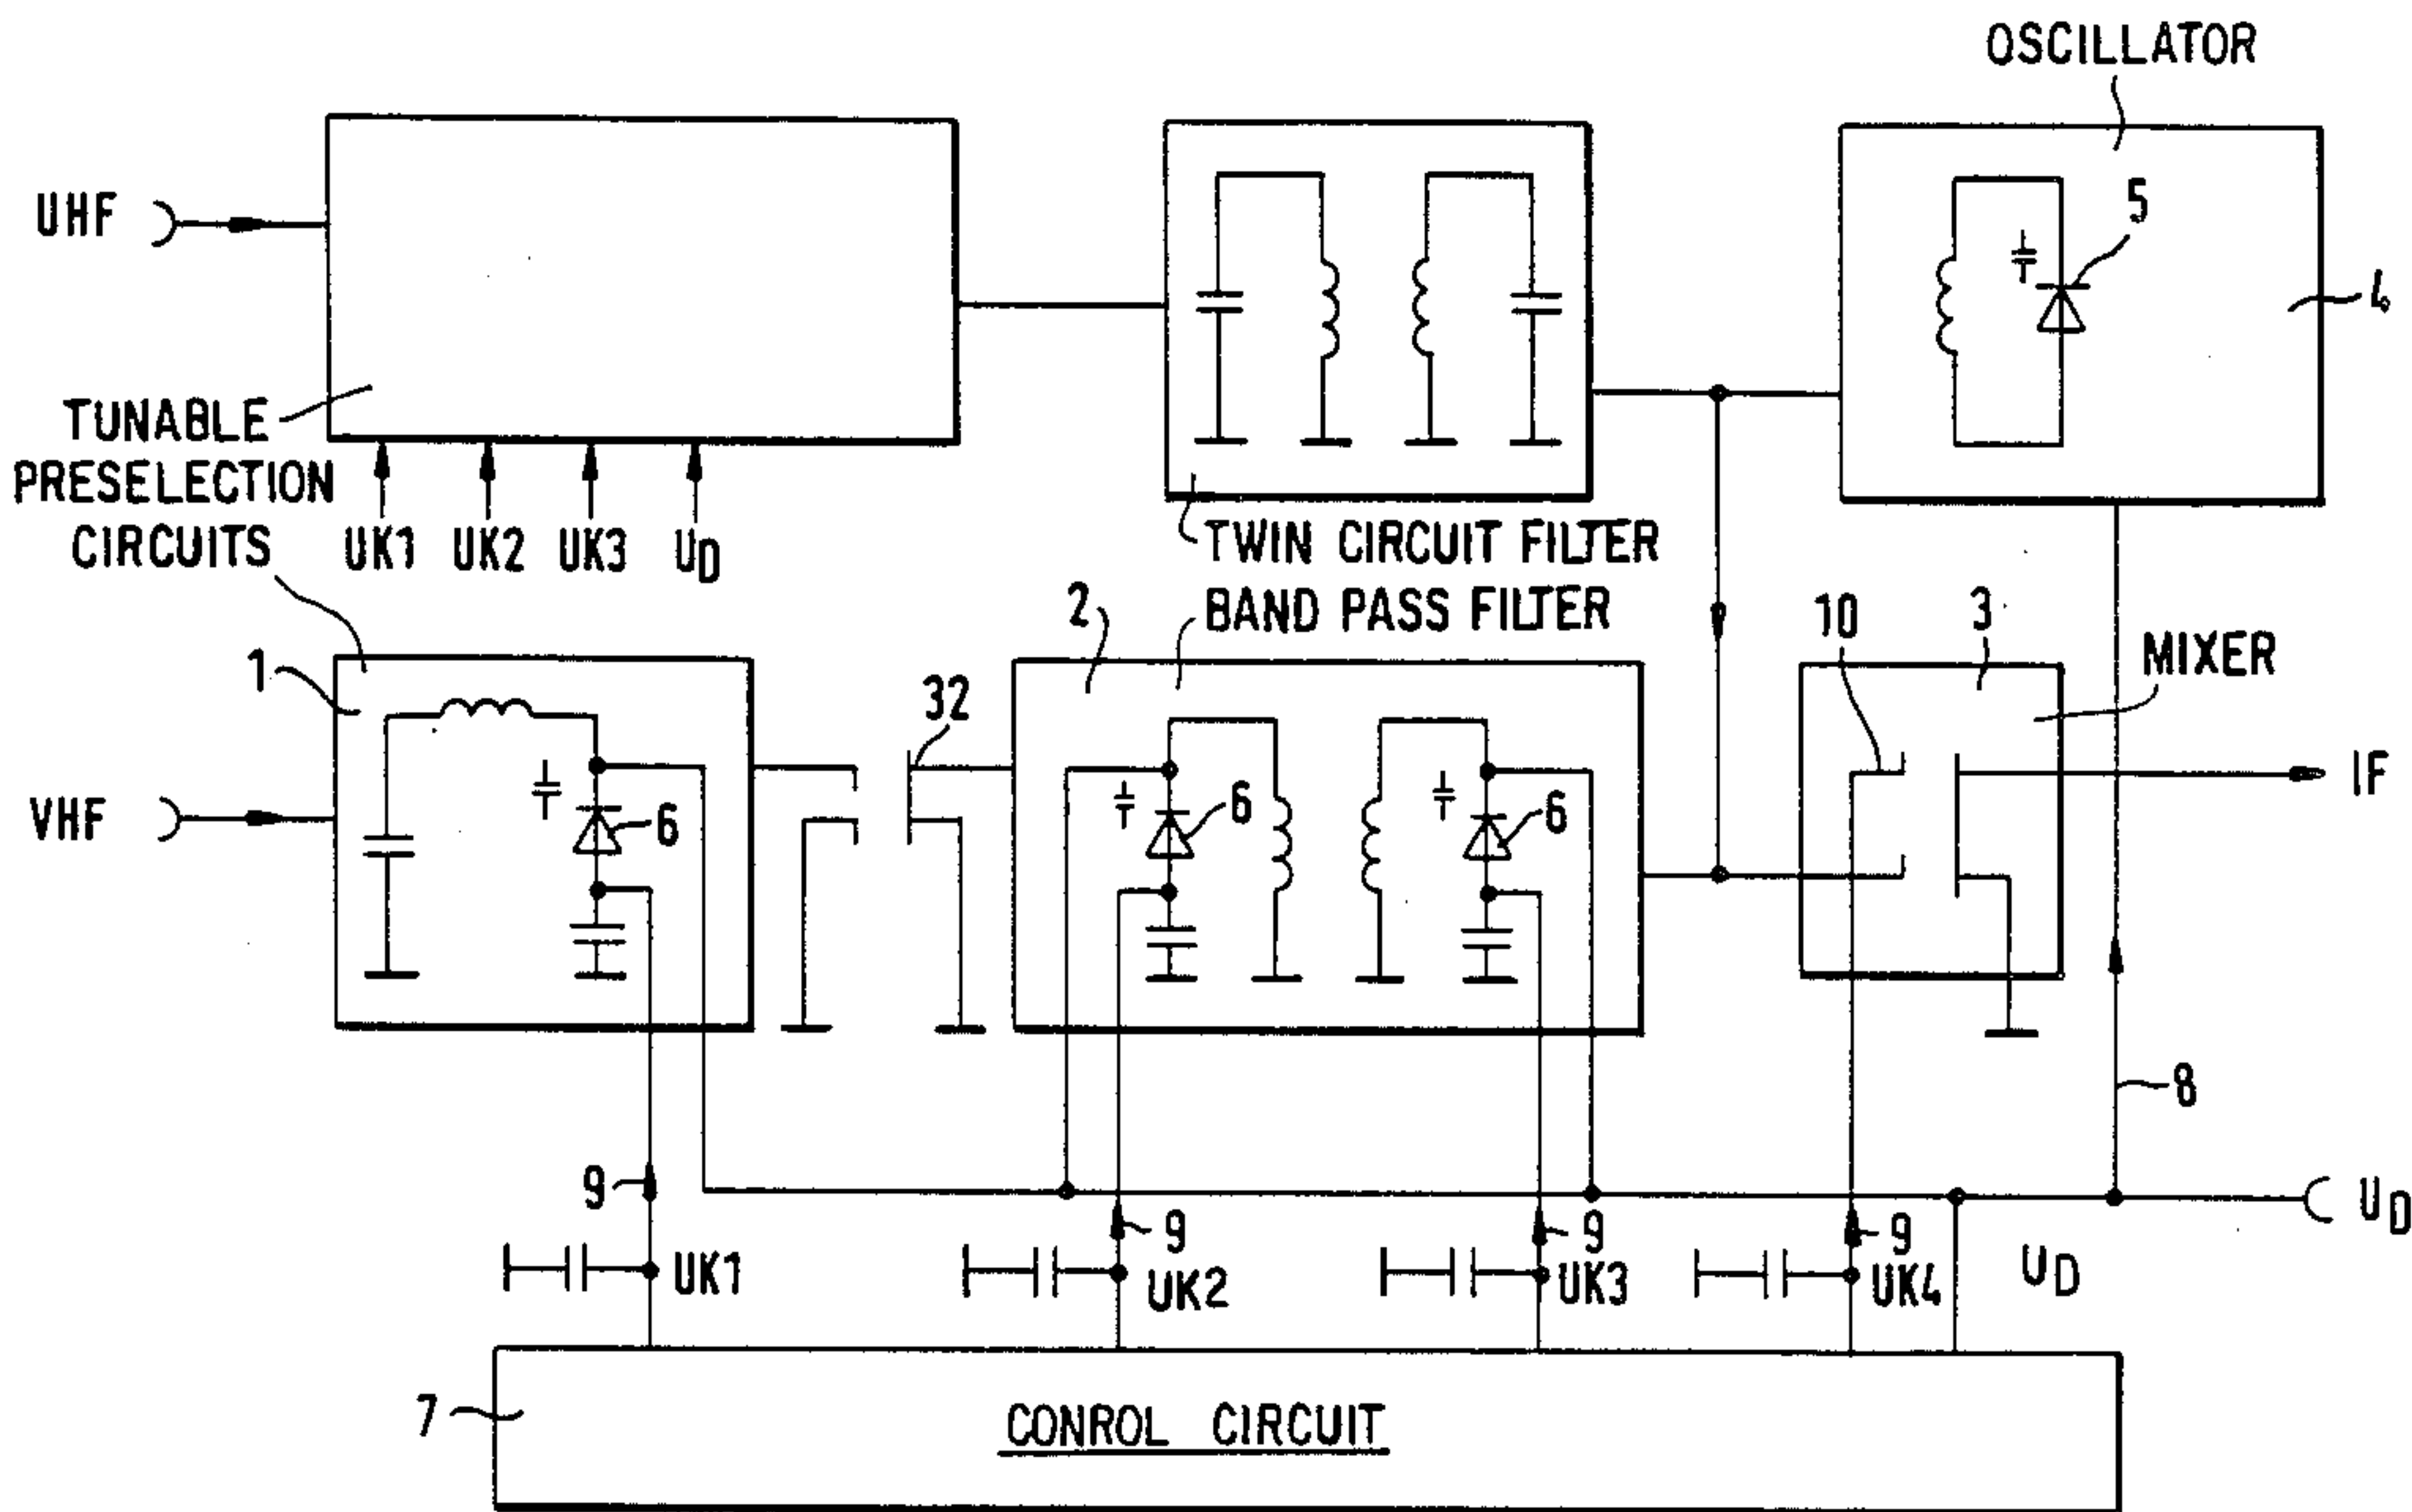 OSCILLATOR
UHF
5
4
TUNABLE
PRESELECTION
CIRCUITS
UK1 UK2 UK3 UD
TWIN CIRCUIT FILTER
BAND PASS FILTER
2
10
3
MIXER
1
32
VHF
6
6
6
IF
8
9
9
9
9
UD
UK1
UK2
UK3
UK4
UD
7
CONROL CIRCUIT